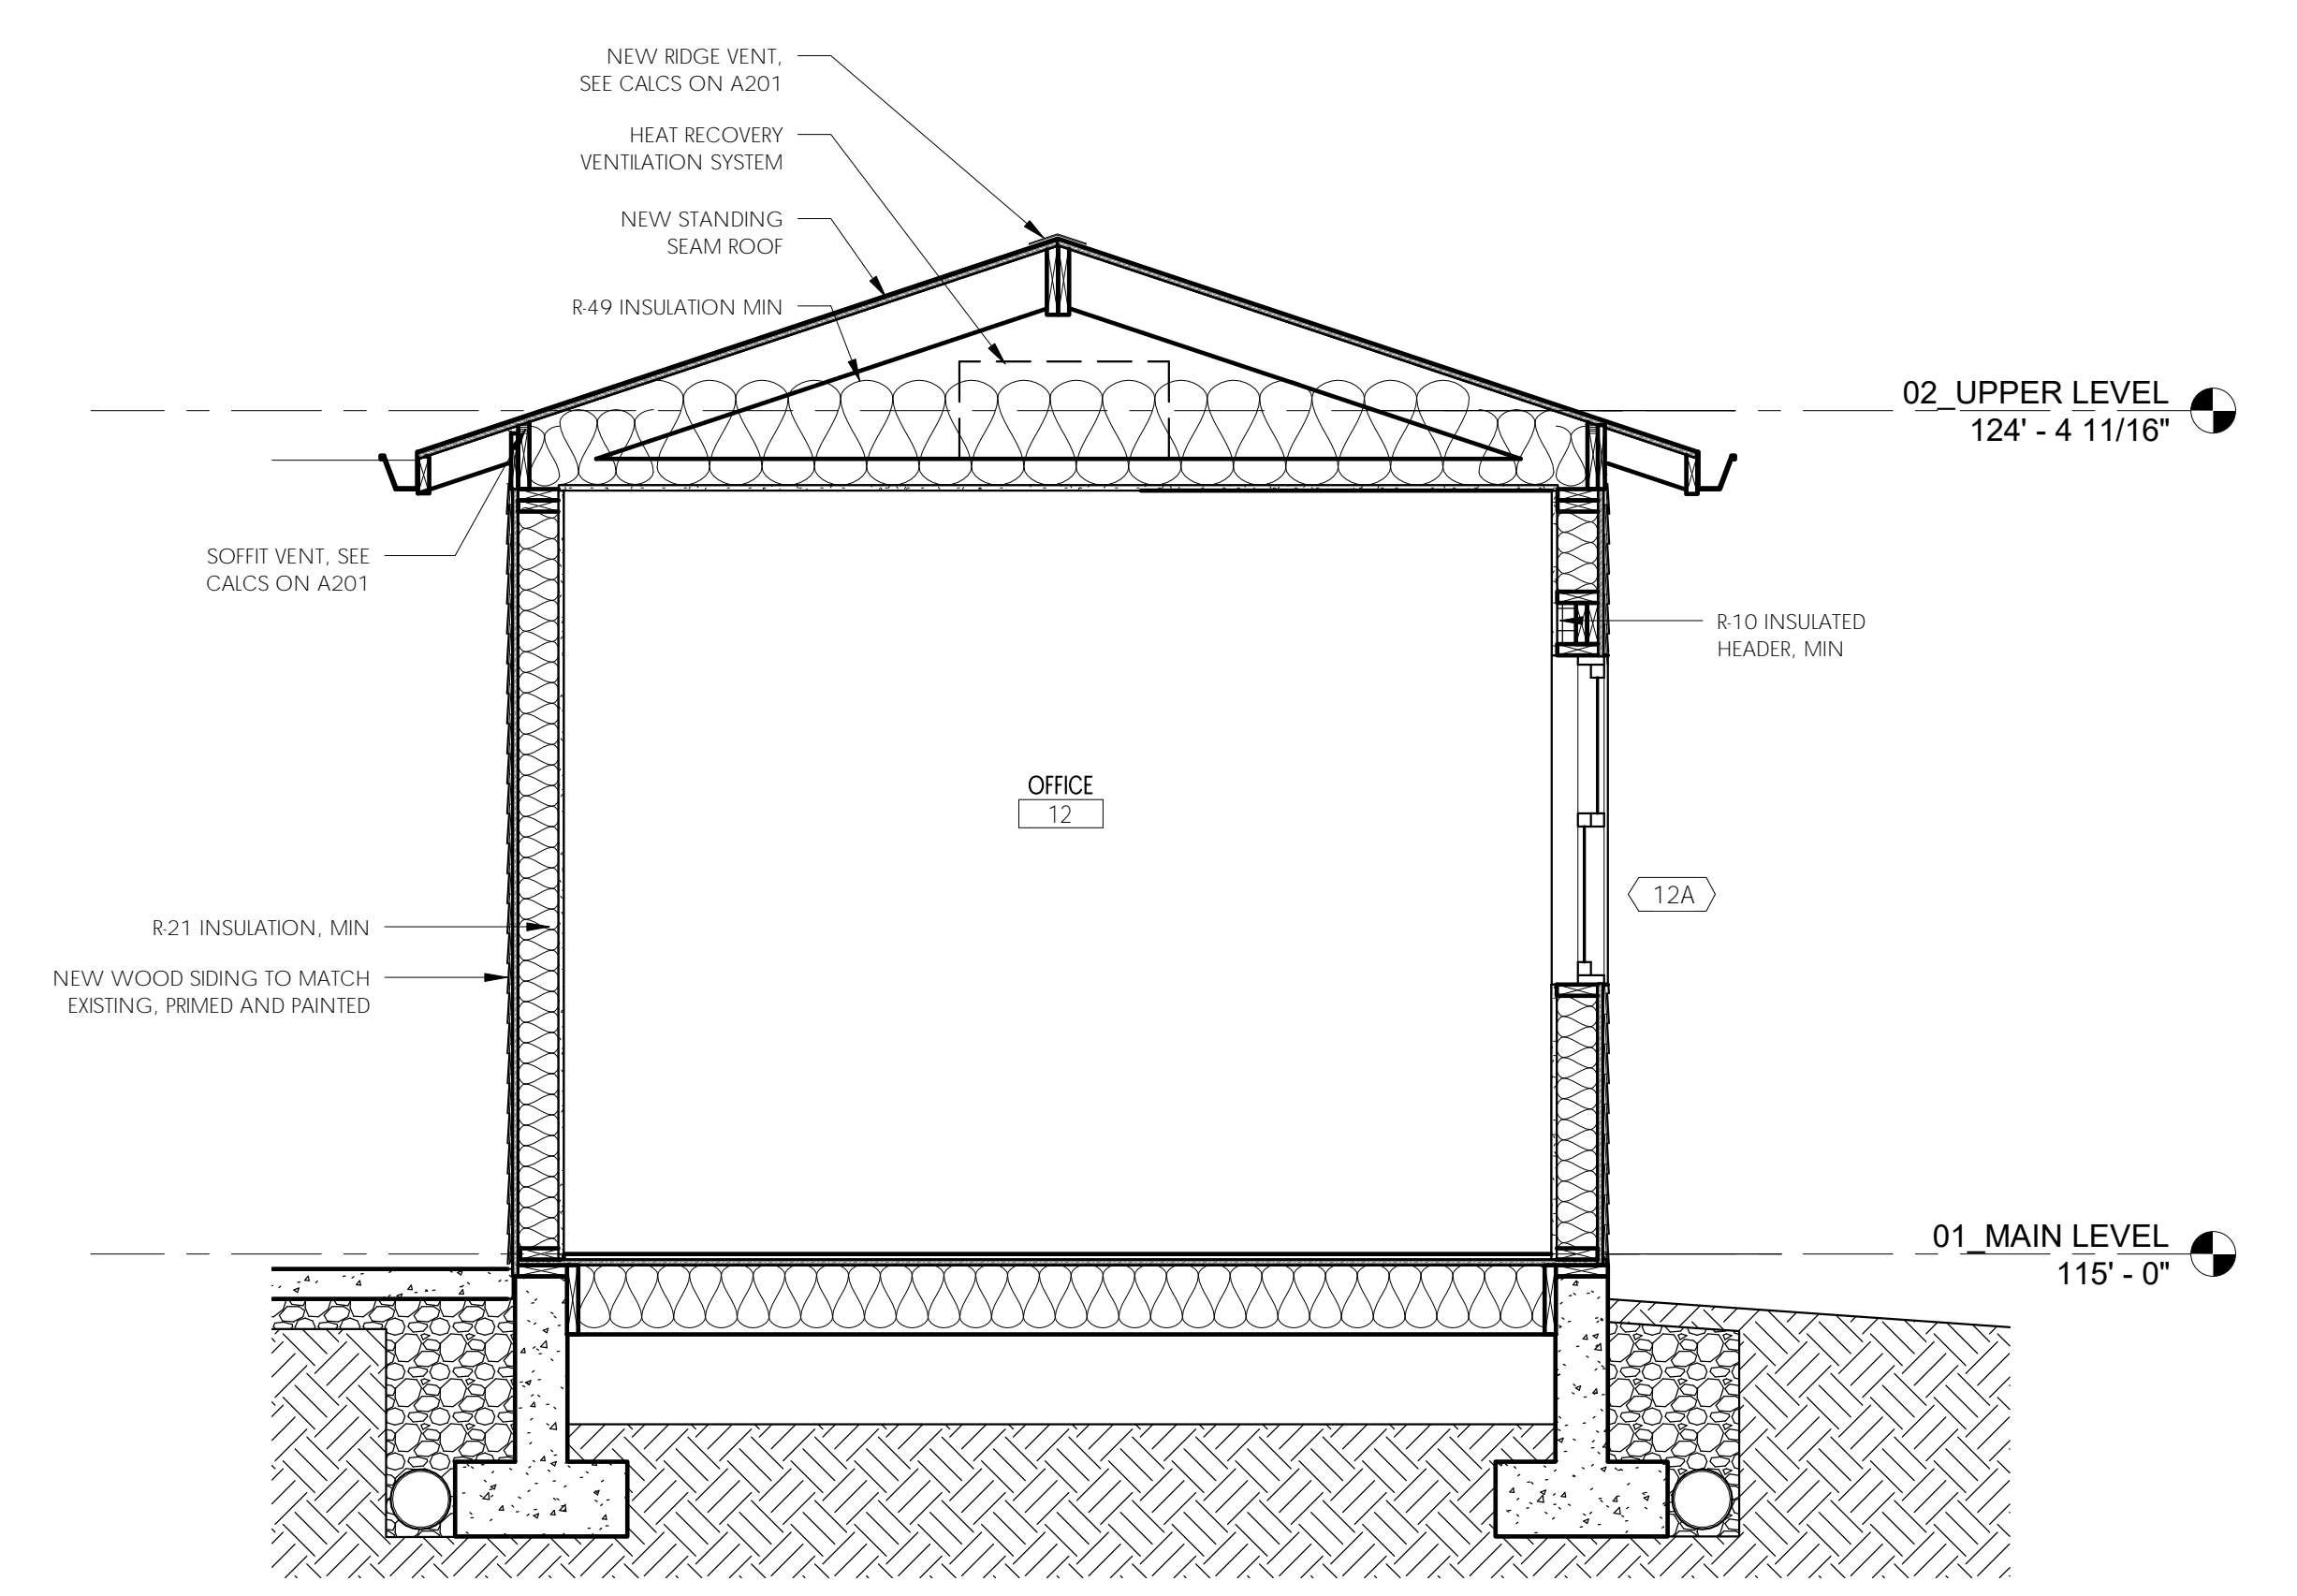 NEW RIDGE VENT,
SEE CALCS ON A201
HEAT RECOVERY
VENTILATION SYSTEM
NEW STANDING
SEAM ROOF
R-49 INSULATION MIN
02_UPPER LEVEL
124' - 4 11/16"
SOFFIT VENT, SEE
CALCS ON A201
R-10 INSULATED
HEADER, MIN
OFFICE
12
12A
R-21 INSULATION, MIN
NEW WOOD SIDING TO MATCH
EXISTING, PRIMED AND PAINTED
01_MAIN LEVEL
115' - 0"